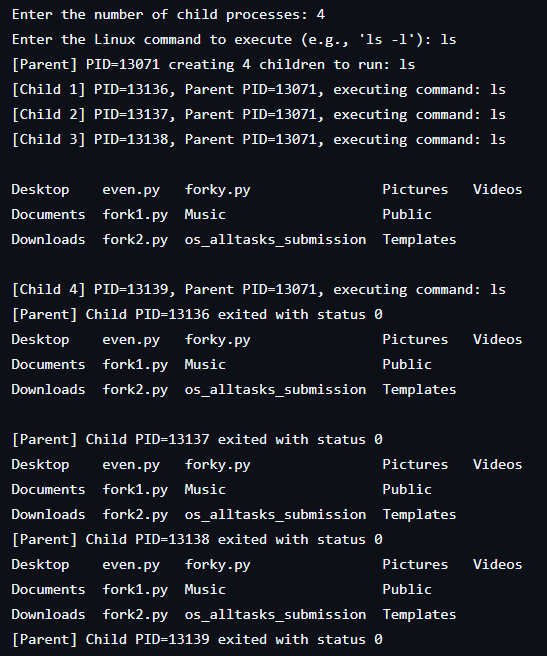 Enter the number of child processes: 4
Enter the Linux command to execute (e.g., 'ls -l'): ls
[Parent] PID=13071 creating 4 children to run: ls
[Child 1] PID=13136, Parent PID=13071, executing command: ls
[Child 2] PID=13137, Parent PID=13071, executing command: ls
[Child 3] PID=13138, Parent PID=13071, executing command: ls

Desktop    even.py   forky.py                Pictures   Videos
Documents  fork1.py  Music                   Public
Downloads  fork2.py  os_alltasks_submission  Templates

[Child 4] PID=13139, Parent PID=13071, executing command: ls
[Parent] Child PID=13136 exited with status 0
Desktop    even.py   forky.py                Pictures   Videos
Documents  fork1.py  Music                   Public
Downloads  fork2.py  os_alltasks_submission  Templates

[Parent] Child PID=13137 exited with status 0
Desktop    even.py   forky.py                Pictures   Videos
Documents  fork1.py  Music                   Public
Downloads  fork2.py  os_alltasks_submission  Templates
[Parent] Child PID=13138 exited with status 0
Desktop    even.py   forky.py                Pictures   Videos
Documents  fork1.py  Music                   Public
Downloads  fork2.py  os_alltasks_submission  Templates
[Parent] Child PID=13139 exited with status 0